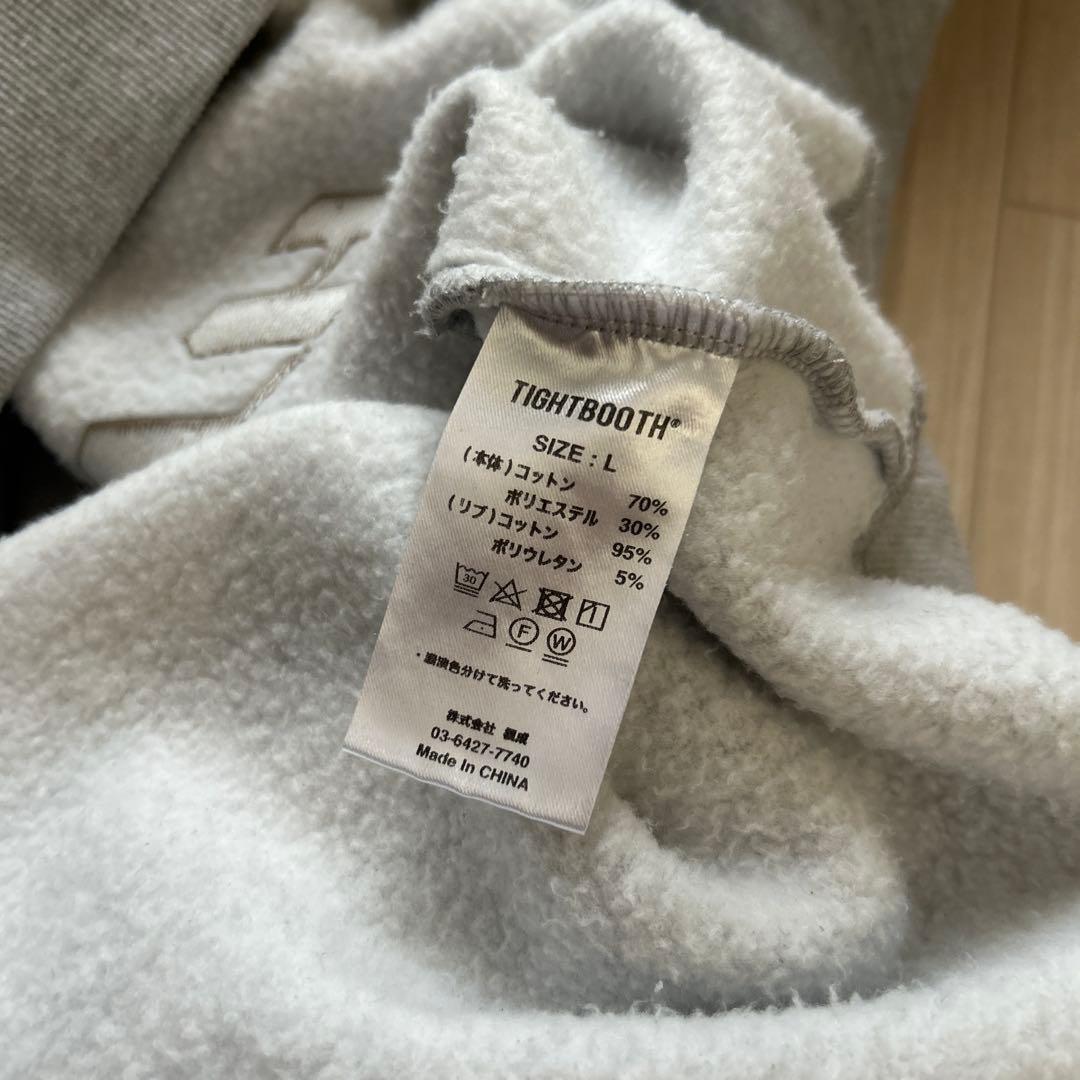 TIGHTBOOTH®
SIZE : L
(本体)コットン 70%
ポリエステル 30%
(リブ)コットン 95%
ポリウレタン 5%
30
F W
・濃淡色分けて洗ってください。
株式会社 親成
03-6427-7740
Made In CHINA